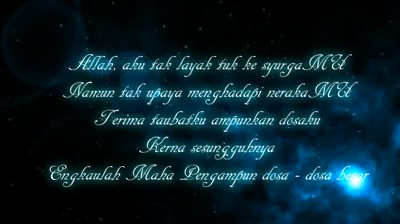 Allah, aku tak layak tuk ke syurgaMU
Namun tak upaya menghadapi nerakaMU
Terima taubatku ampunkan dosaku
Kerna sesungguhnya
Engkaulah Maha Pengampun dosa - dosa besar